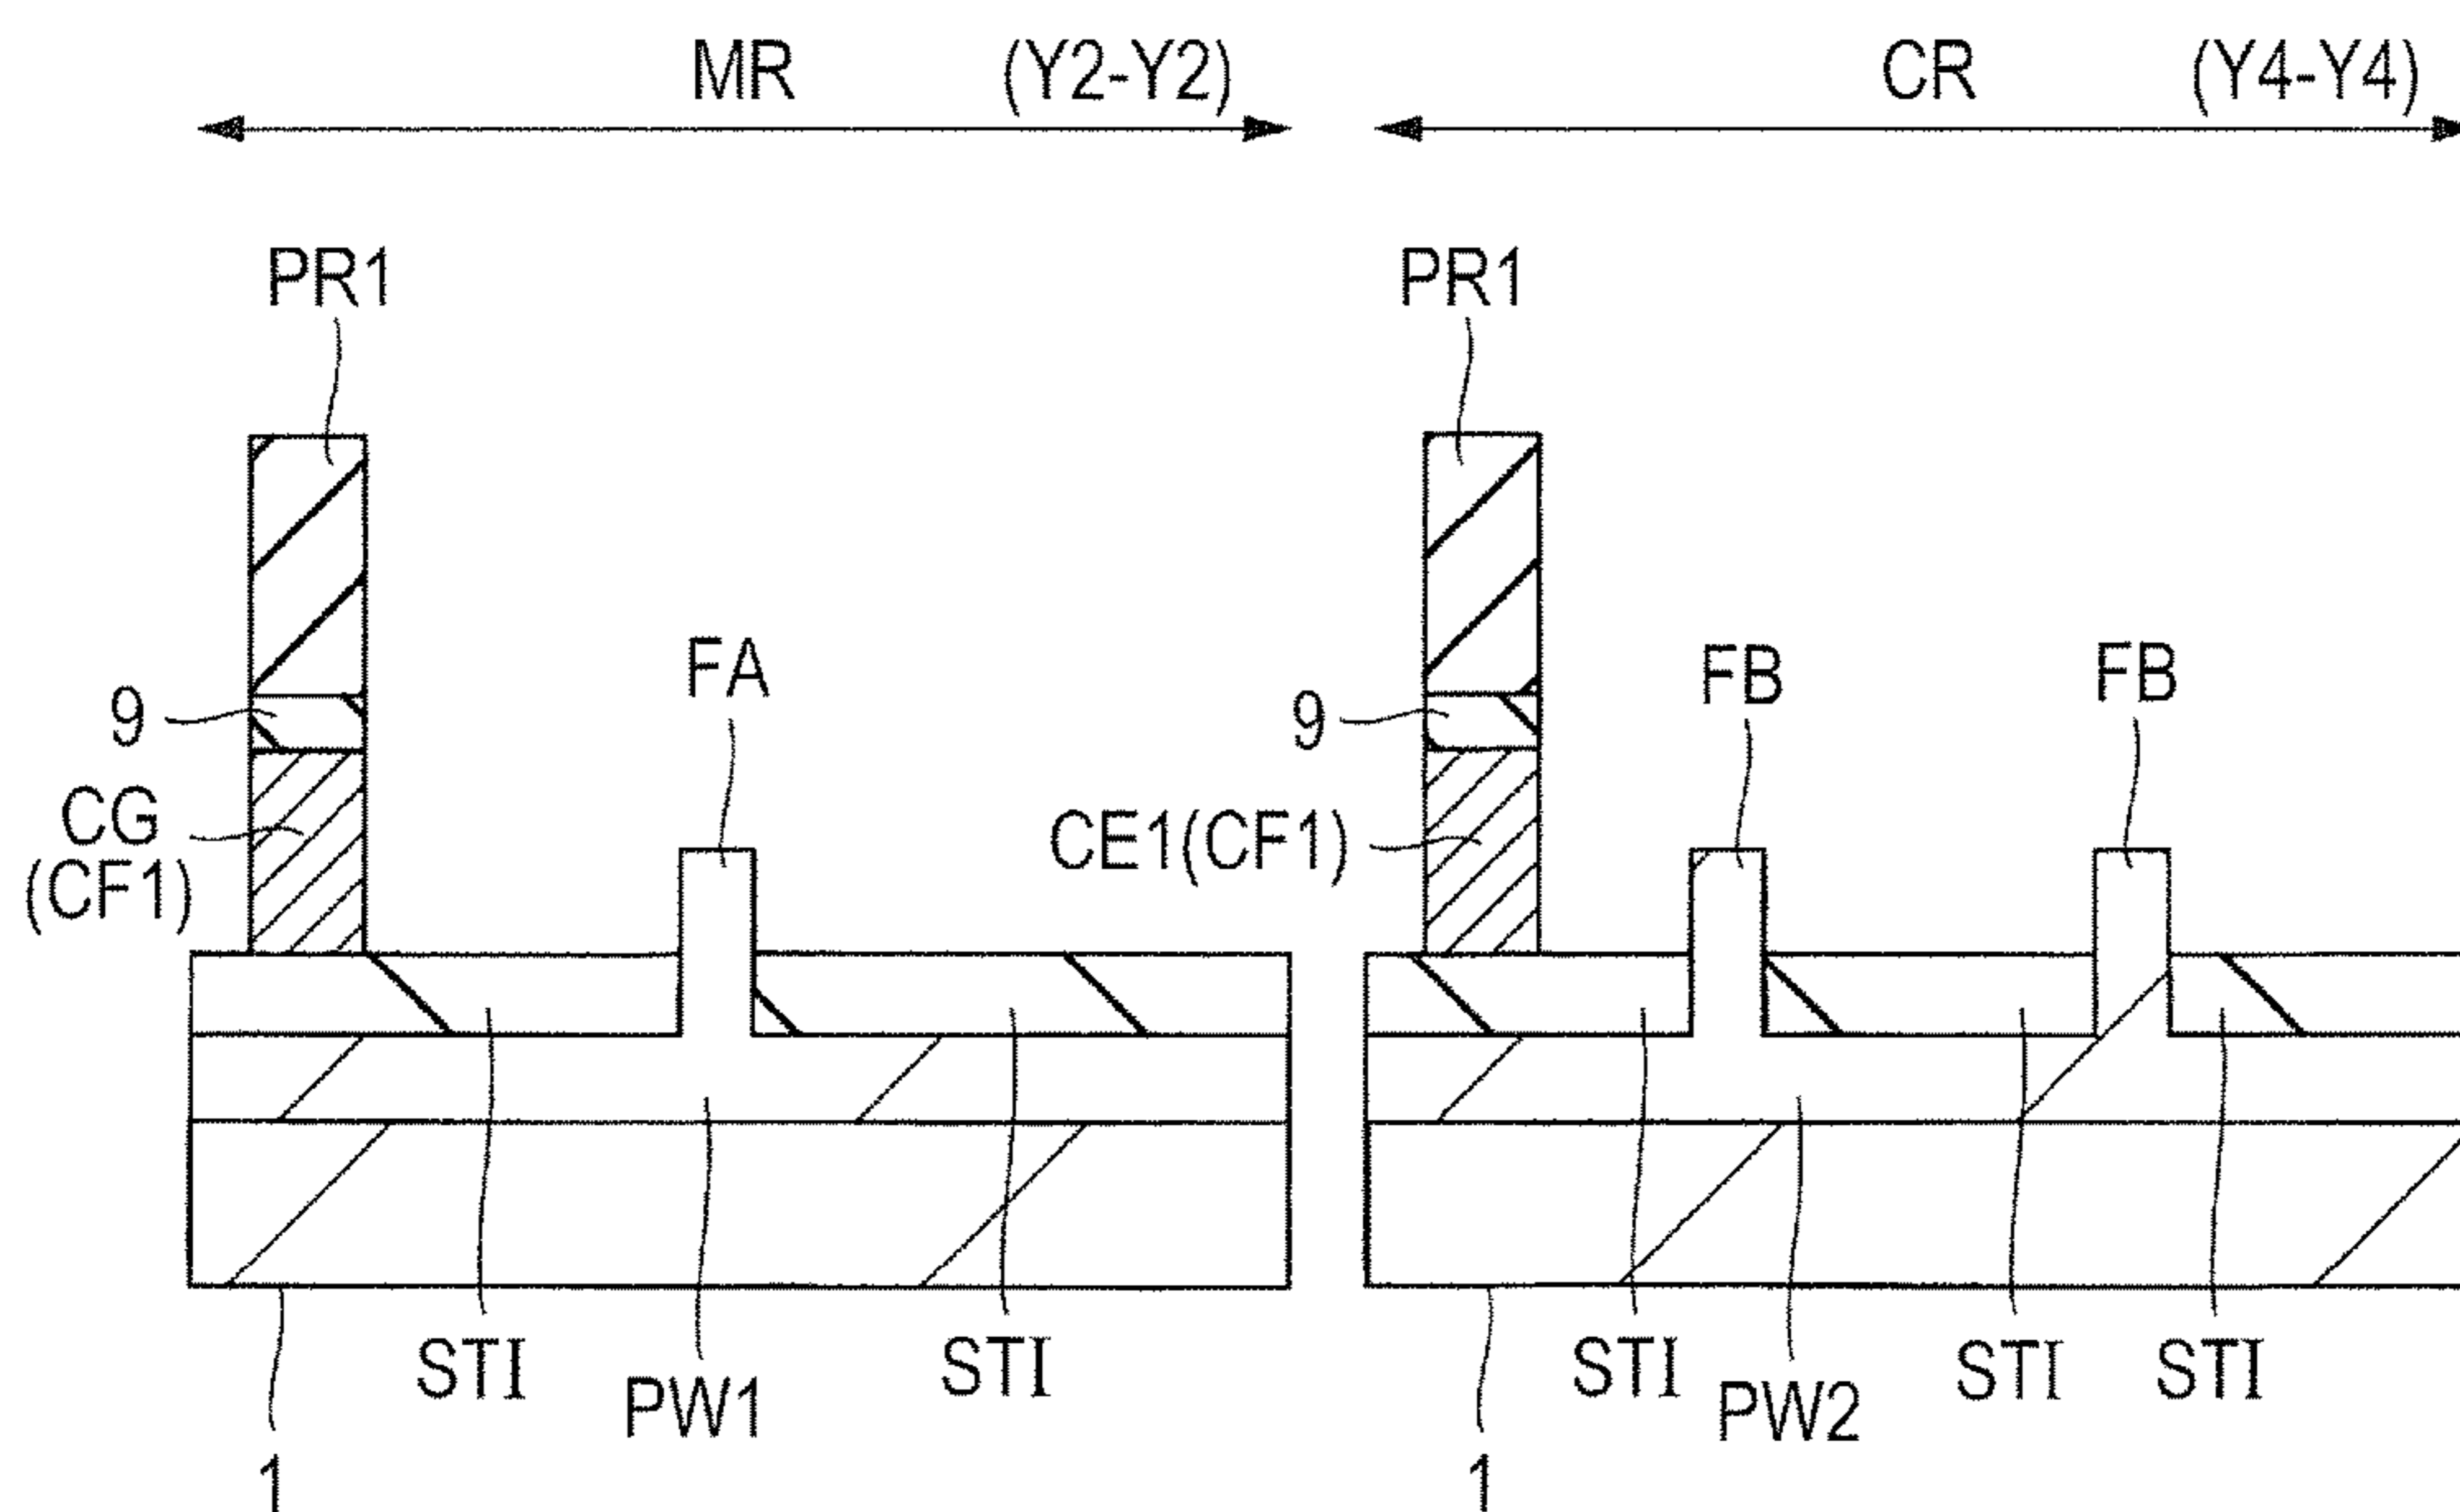 MR (Y2-Y2) CR (Y4-Y4)
PR1 PR1
FA FB FB
9 9
CG CE1(CF1)
(CF1)
STI STI STI STI STI
PW1 PW2
1 1